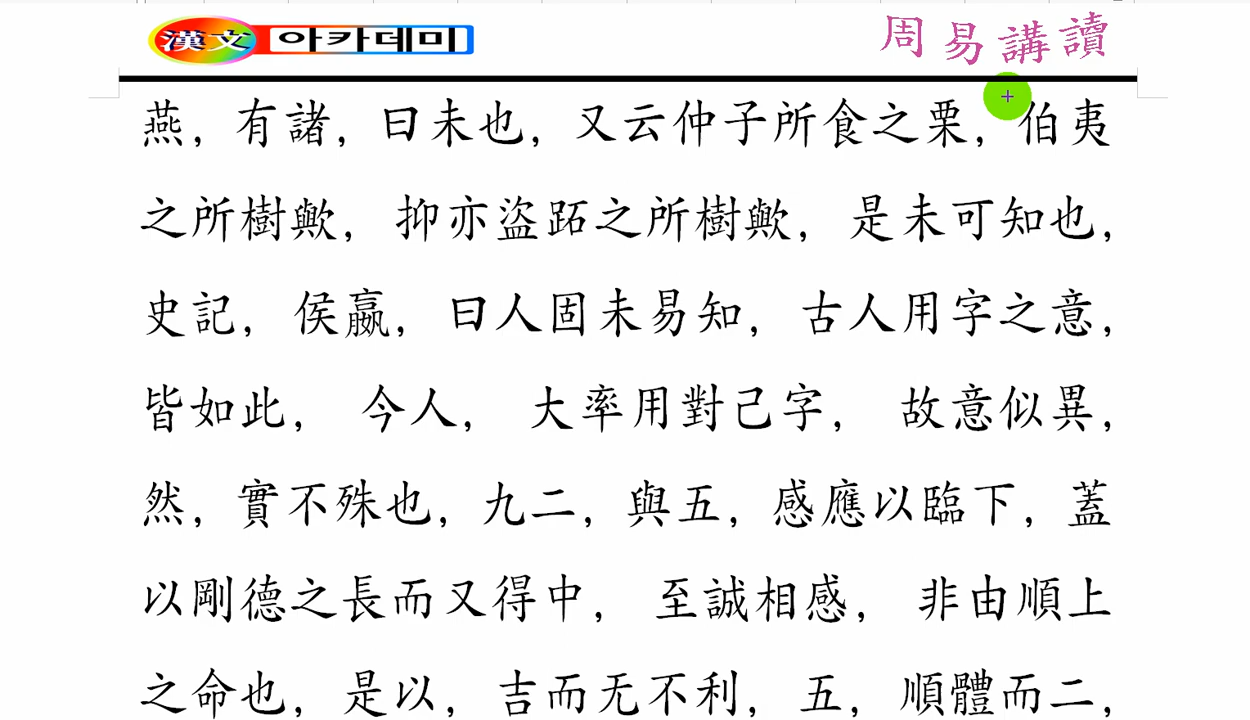 漢文 아카데미
周易講讀
燕, 有諸, 曰未也, 又云仲子所食之栗, 伯夷
之所樹歟, 抑亦盜跖之所樹歟, 是未可知也,
史記, 侯嬴, 曰人固未易知, 古人用字之意,
皆如此, 今人, 大率用對己字, 故意似異,
然, 實不殊也, 九二, 與五, 感應以臨下, 蓋
以剛德之長而又得中, 至誠相感, 非由順上
之命也, 是以, 吉而无不利, 五, 順體而二,